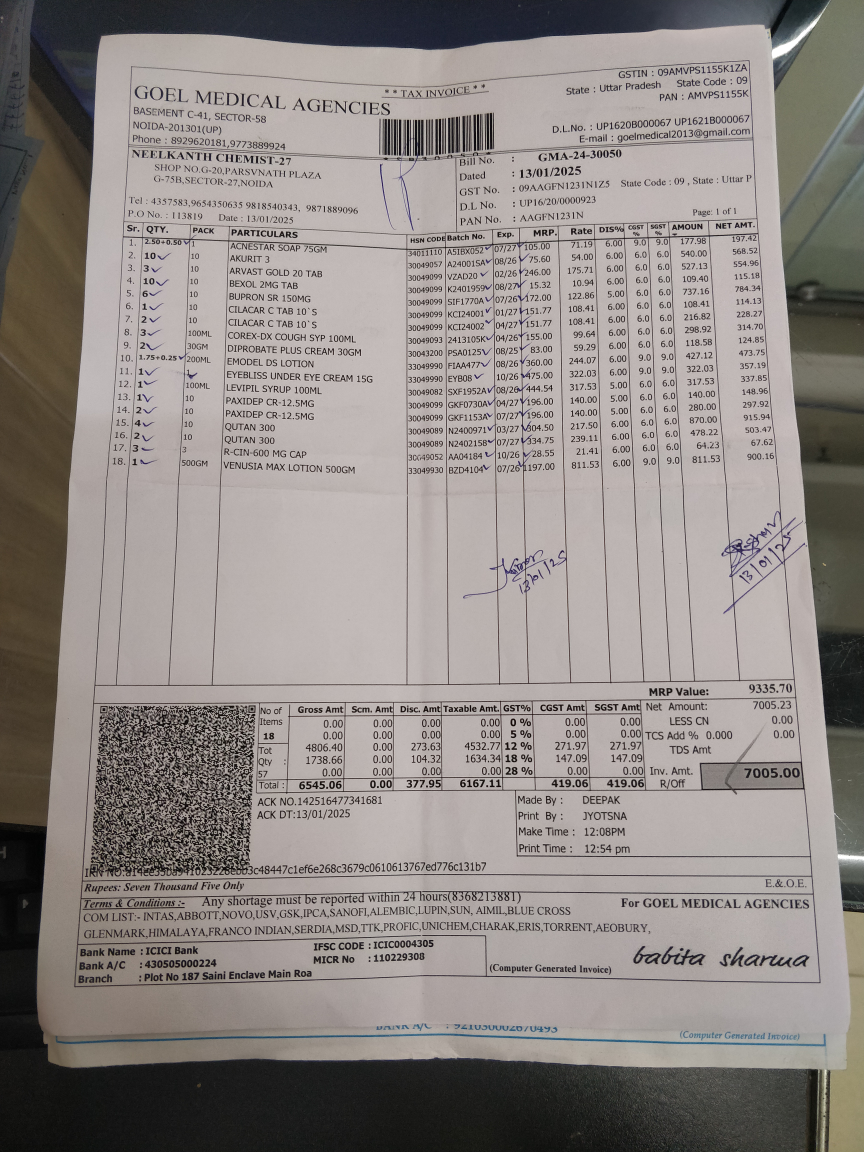 GSTIN : 09AMVPS1155K1ZA
** TAX INVOICE **
State : Uttar Pradesh State Code : 09
GOEL MEDICAL AGENCIES
PAN : AMVPS1155K
BASEMENT C-41, SECTOR-58
NOIDA-201301(UP)
D.L.No. : UP1620B000067 UP1621B000067
Phone : 8929620181,9773889924
E-mail : goelmedical2013@gmail.com
NEELKANTH CHEMIST-27
SHOP NO.G-20,PARSVNATH PLAZA
G-75B,SECTOR-27,NOIDA
Tel : 4357583,9654350635 9818540343, 9871889096
P.O No. : 113819 Date : 13/01/2025
Bill No. : GMA-24-30050
Dated : 13/01/2025
GST No. : 09AAGFN1231N1Z5 State Code : 09 , State : Uttar P
D.L No. : UP16/20/0000923
PAN No. : AAGFN1231N
Page: 1 of 1
Sr. QTY. PACK PARTICULARS HSN CODE Batch No. Exp. MRP. Rate DIS% CGST % SGST % AMOUN NET AMT.
1. 2.50+0.50 1 ACNESTAR SOAP 75GM 34011110 A5IBX052 07/27 105.00 71.19 6.00 9.0 9.0 177.98 197.42
2. 10 10 AKURIT 3 30049057 A24001SA 08/26 75.60 54.00 6.00 6.0 6.0 540.00 568.52
3. 3 10 ARVAST GOLD 20 TAB 30049099 VZAD20 02/26 246.00 175.71 6.00 6.0 6.0 527.13 554.96
4. 10 10 BEXOL 2MG TAB 30049099 K2401959 08/27 15.32 10.94 6.00 6.0 6.0 109.40 115.18
5. 6 10 BUPRON SR 150MG 30049099 SIF1770A 07/26 172.00 122.86 5.00 6.0 6.0 737.16 784.34
6. 1 10 CILACAR C TAB 10`S 30049099 KCI24001 01/27 151.77 108.41 6.00 6.0 6.0 108.41 114.13
7. 2 10 CILACAR C TAB 10`S 30049099 KCI24002 04/27 151.77 108.41 6.00 6.0 6.0 216.82 228.27
8. 3 100ML COREX-DX COUGH SYP 100ML 30049093 2413105K 04/26 155.00 99.64 6.00 6.0 6.0 298.92 314.70
9. 2 30GM DIPROBATE PLUS CREAM 30GM 30043200 PSA0125 08/25 83.00 59.29 6.00 6.0 6.0 118.58 124.85
10. 1.75+0.25 200ML EMODEL DS LOTION 33049990 FIAA477 08/26 360.00 244.07 6.00 9.0 9.0 427.12 473.75
11. 1 EYEBLISS UNDER EYE CREAM 15G 33049990 EYB08 10/26 475.00 322.03 6.00 9.0 9.0 322.03 357.19
12. 1 100ML LEVIPIL SYRUP 100ML 30049082 SXF1952A 08/26 444.54 317.53 5.00 6.0 6.0 317.53 337.85
13. 1 10 PAXIDEP CR-12.5MG 30049099 GKF0730A 04/27 196.00 140.00 5.00 6.0 6.0 140.00 148.96
14. 2 10 PAXIDEP CR-12.5MG 30049099 GKF1153A 07/27 196.00 140.00 5.00 6.0 6.0 280.00 297.92
15. 4 10 QUTAN 300 30049089 N2400971 03/27 304.50 217.50 6.00 6.0 6.0 870.00 915.94
16. 2 10 QUTAN 300 30049089 N2402158 07/27 334.75 239.11 6.00 6.0 6.0 478.22 503.47
17. 3 3 R-CIN-600 MG CAP 30049052 AA04184 10/26 28.55 21.41 6.00 6.0 6.0 64.23 67.62
18. 1 500GM VENUSIA MAX LOTION 500GM 33049930 BZD4104 07/26 1197.00 811.53 6.00 9.0 9.0 811.53 900.16
13/01/25
13/01/25
MRP Value: 9335.70
No of Items 18 Tot Qty : 57
Gross Amt Scm. Amt Disc. Amt Taxable Amt. GST% CGST Amt SGST Amt
0.00 0.00 0.00 0.00 0 % 0.00 0.00
0.00 0.00 0.00 0.00 5 % 0.00 0.00
4806.40 0.00 273.63 4532.77 12 % 271.97 271.97
1738.66 0.00 104.32 1634.34 18 % 147.09 147.09
0.00 0.00 0.00 0.00 28 % 0.00 0.00
Total : 6545.06 0.00 377.95 6167.11 419.06 419.06
Net Amount: 7005.23
LESS CN 0.00
TCS Add % 0.000 0.00
TDS Amt
Inv. Amt. 7005.00
R/Off
ACK NO.142516477341681
ACK DT:13/01/2025
Made By : DEEPAK
Print By : JYOTSNA
Make Time : 12:08PM
Print Time : 12:54 pm
Rupees: Seven Thousand Five Only
E.&.O.E.
Terms & Conditions :- Any shortage must be reported within 24 hours(8368213881)
For GOEL MEDICAL AGENCIES
COM LIST:- INTAS,ABBOTT,NOVO,USV,GSK,IPCA,SANOFI,ALEMBIC,LUPIN,SUN, AIMIL,BLUE CROSS
GLENMARK,HIMALAYA,FRANCO INDIAN,SERDIA,MSD,TTK,PROFIC,UNICHEM,CHARAK,ERIS,TORRENT,AEOBURY,
Bank Name : ICICI Bank IFSC CODE : ICIC0004305
Bank A/C : 430505000224 MICR No : 110229308
Branch : Plot No 187 Saini Enclave Main Roa
(Computer Generated Invoice)
babita sharma
BANK A/C : 921030002670493
(Computer Generated Invoice)